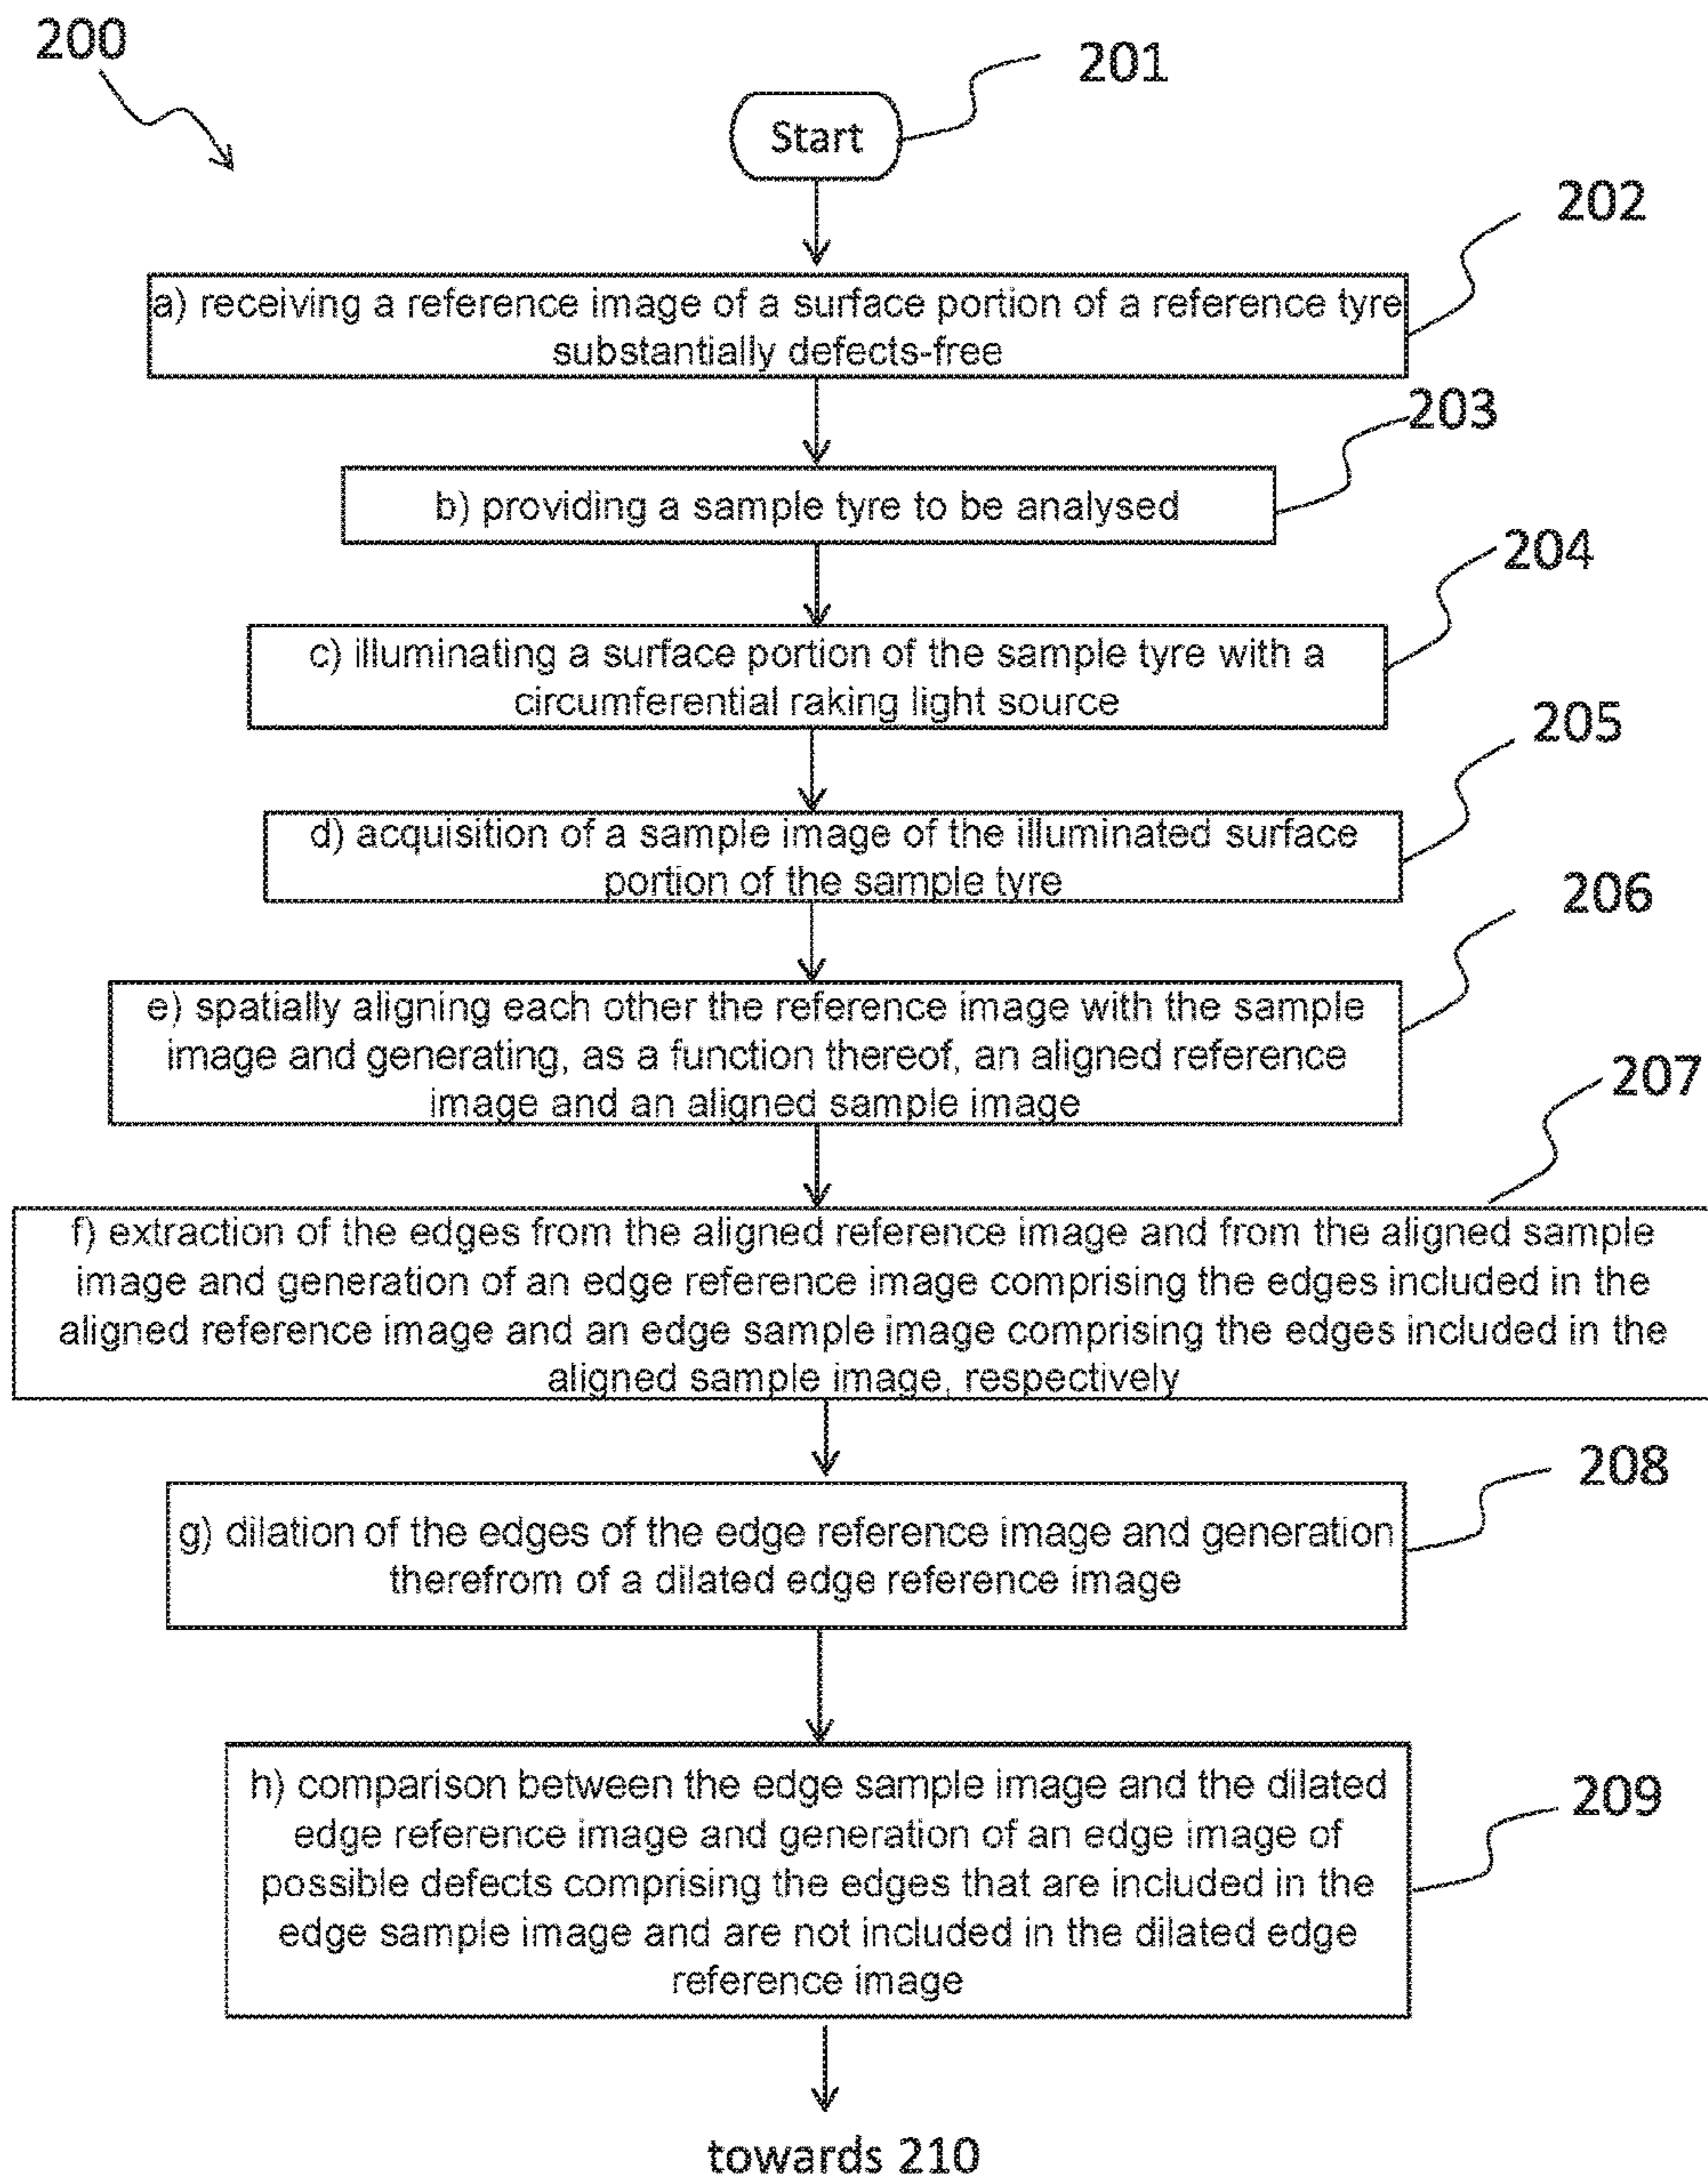 200
201
Start
202
a) receiving a reference image of a surface portion of a reference tyre
substantially defects-free
203
b) providing a sample tyre to be analysed
204
c) illuminating a surface portion of the sample tyre with a
circumferential raking light source
205
d) acquisition of a sample image of the illuminated surface
portion of the sample tyre
206
e) spatially aligning each other the reference image with the sample
image and generating, as a function thereof, an aligned reference
image and an aligned sample image
207
f) extraction of the edges from the aligned reference image and from the aligned sample
image and generation of an edge reference image comprising the edges included in the
aligned reference image and an edge sample image comprising the edges included in the
aligned sample image, respectively
208
g) dilation of the edges of the edge reference image and generation
therefrom of a dilated edge reference image
209
h) comparison between the edge sample image and the dilated
edge reference image and generation of an edge image of
possible defects comprising the edges that are included in the
edge sample image and are not included in the dilated edge
reference image
towards 210